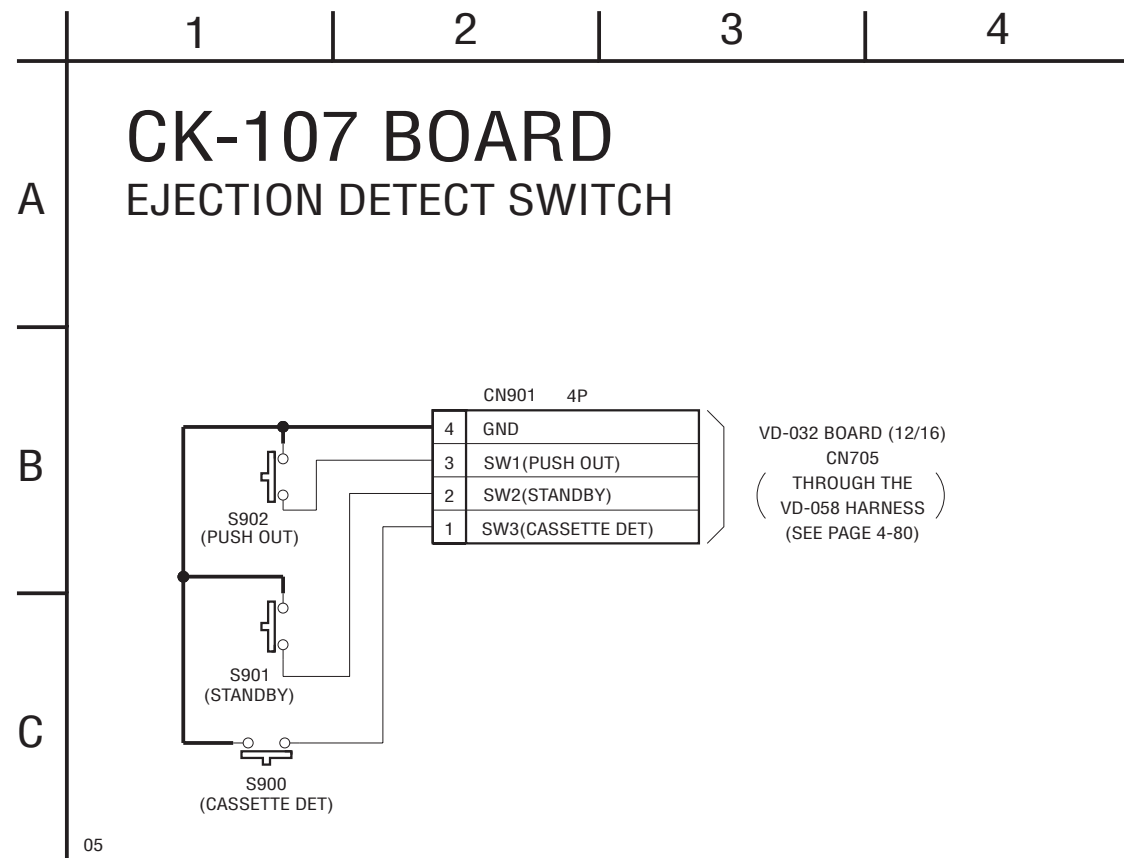 1 2 3 4
CK-107 BOARD
A
EJECTION DETECT SWITCH
CN901 4P
4 GND
3 SW1(PUSH OUT)
2 SW2(STANDBY)
1 SW3(CASSETTE DET)
VD-032 BOARD (12/16)
CN705
THROUGH THE
VD-058 HARNESS
(SEE PAGE 4-80)
B
S902
(PUSH OUT)
S901
(STANDBY)
C
S900
(CASSETTE DET)
05